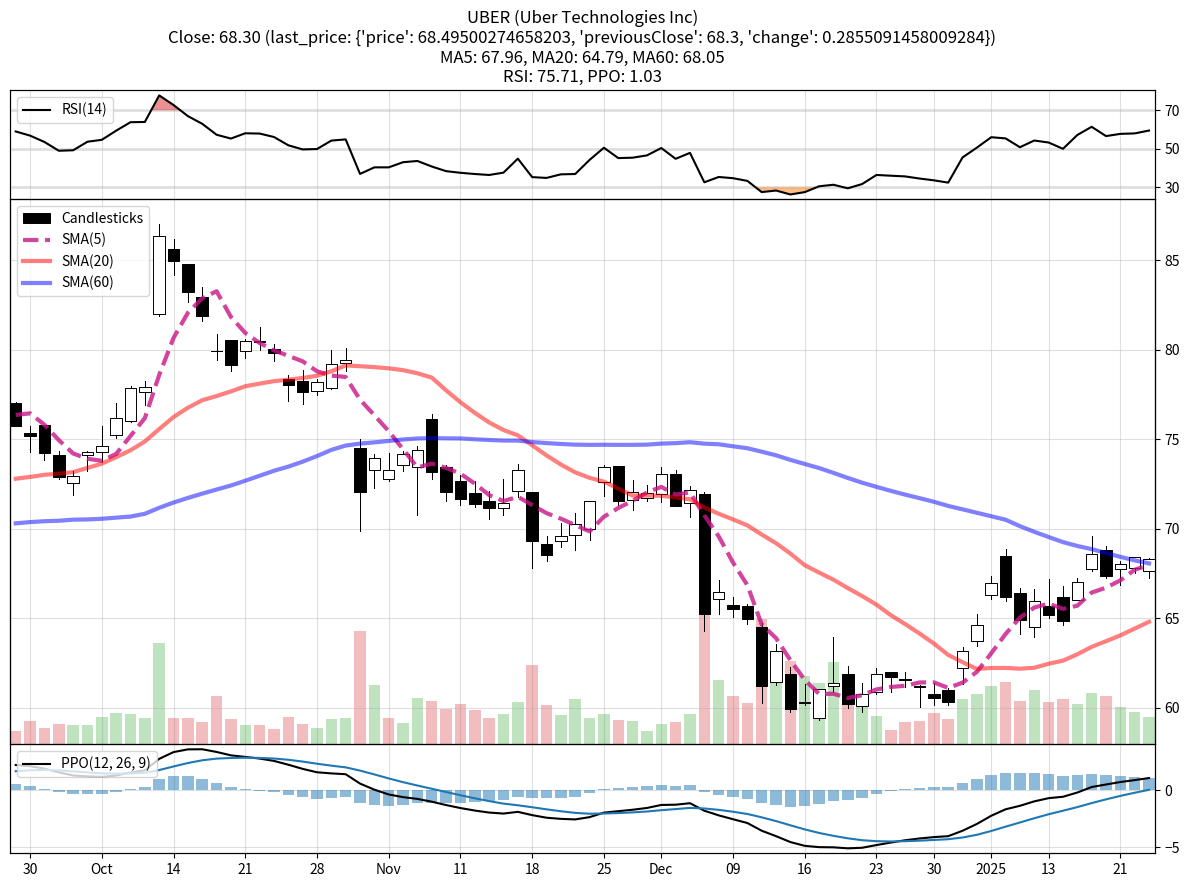 UBER (Uber Technologies Inc)
Close: 68.30 (last_price: {'price': 68.49500274658203, 'previousClose': 68.3, 'change': 0.2855091458009284})
MA5: 67.96, MA20: 64.79, MA60: 68.05
RSI: 75.71, PPO: 1.03
RSI(14)
70
50
30
Candlesticks
SMA(5)
SMA(20)
SMA(60)
85
80
75
70
65
60
PPO(12, 26, 9)
0
−5
30 Oct 14 21 28 Nov 11 18 25 Dec 09 16 23 30 2025 13 21